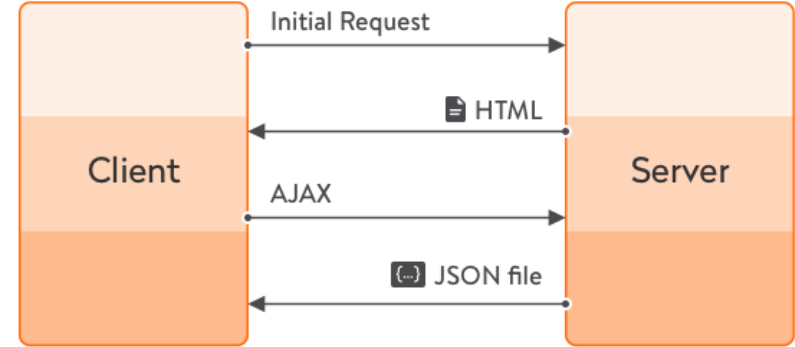 Initial Request
HTML
Client
Server
AJAX
{...} JSON file